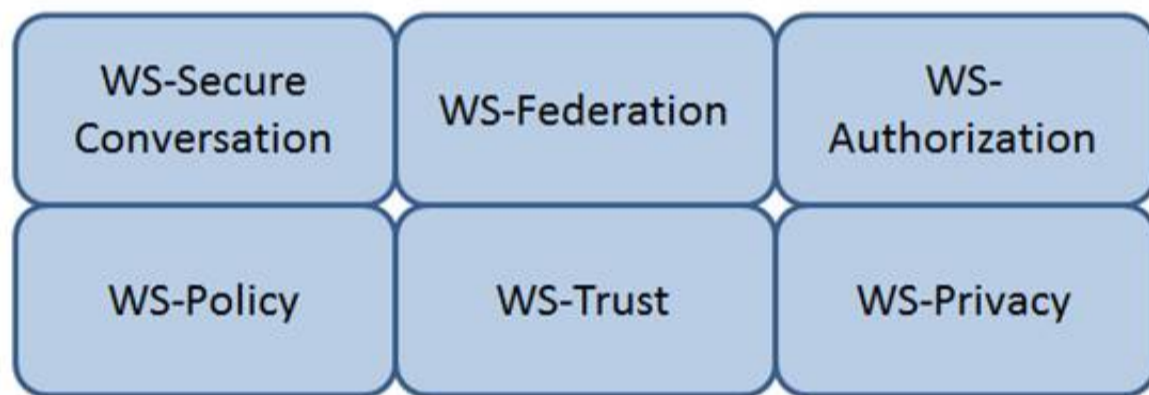 WS-Secure
Conversation
WS-Federation
WS-
Authorization
WS-Policy
WS-Trust
WS-Privacy